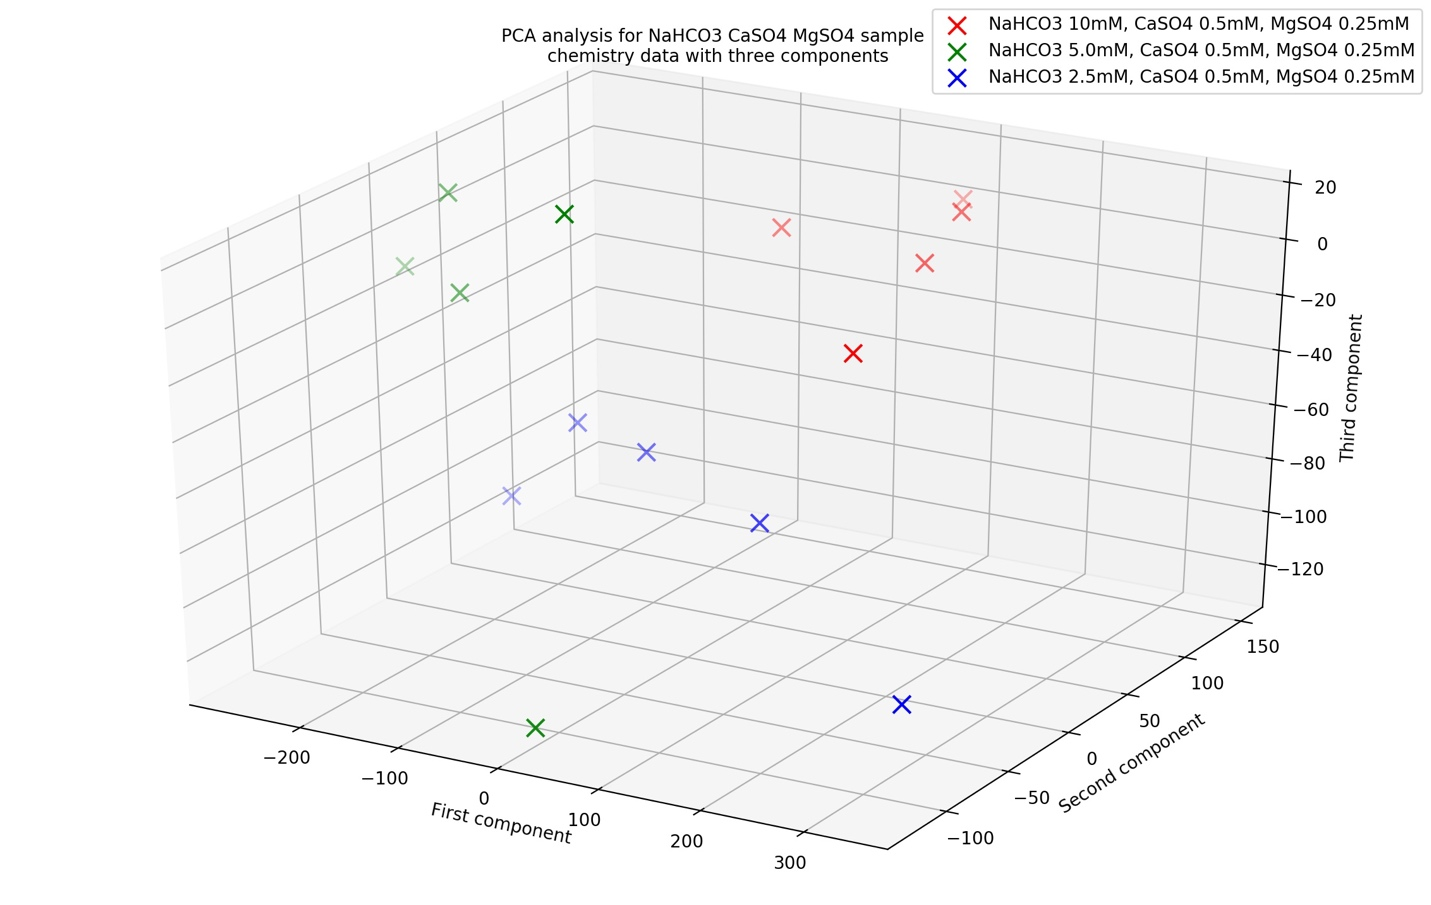 PCA analysis for NaHCO3 CaSO4 MgSO4 sample
chemistry data with three components
NaHCO3 10mM, CaSO4 0.5mM, MgSO4 0.25mM
NaHCO3 5.0mM, CaSO4 0.5mM, MgSO4 0.25mM
NaHCO3 2.5mM, CaSO4 0.5mM, MgSO4 0.25mM
20
0
−20
−40
−60
−80
−100
−120
Third component
150
100
50
0
−50
−100
Second component
−200
−100
0
100
200
300
First component